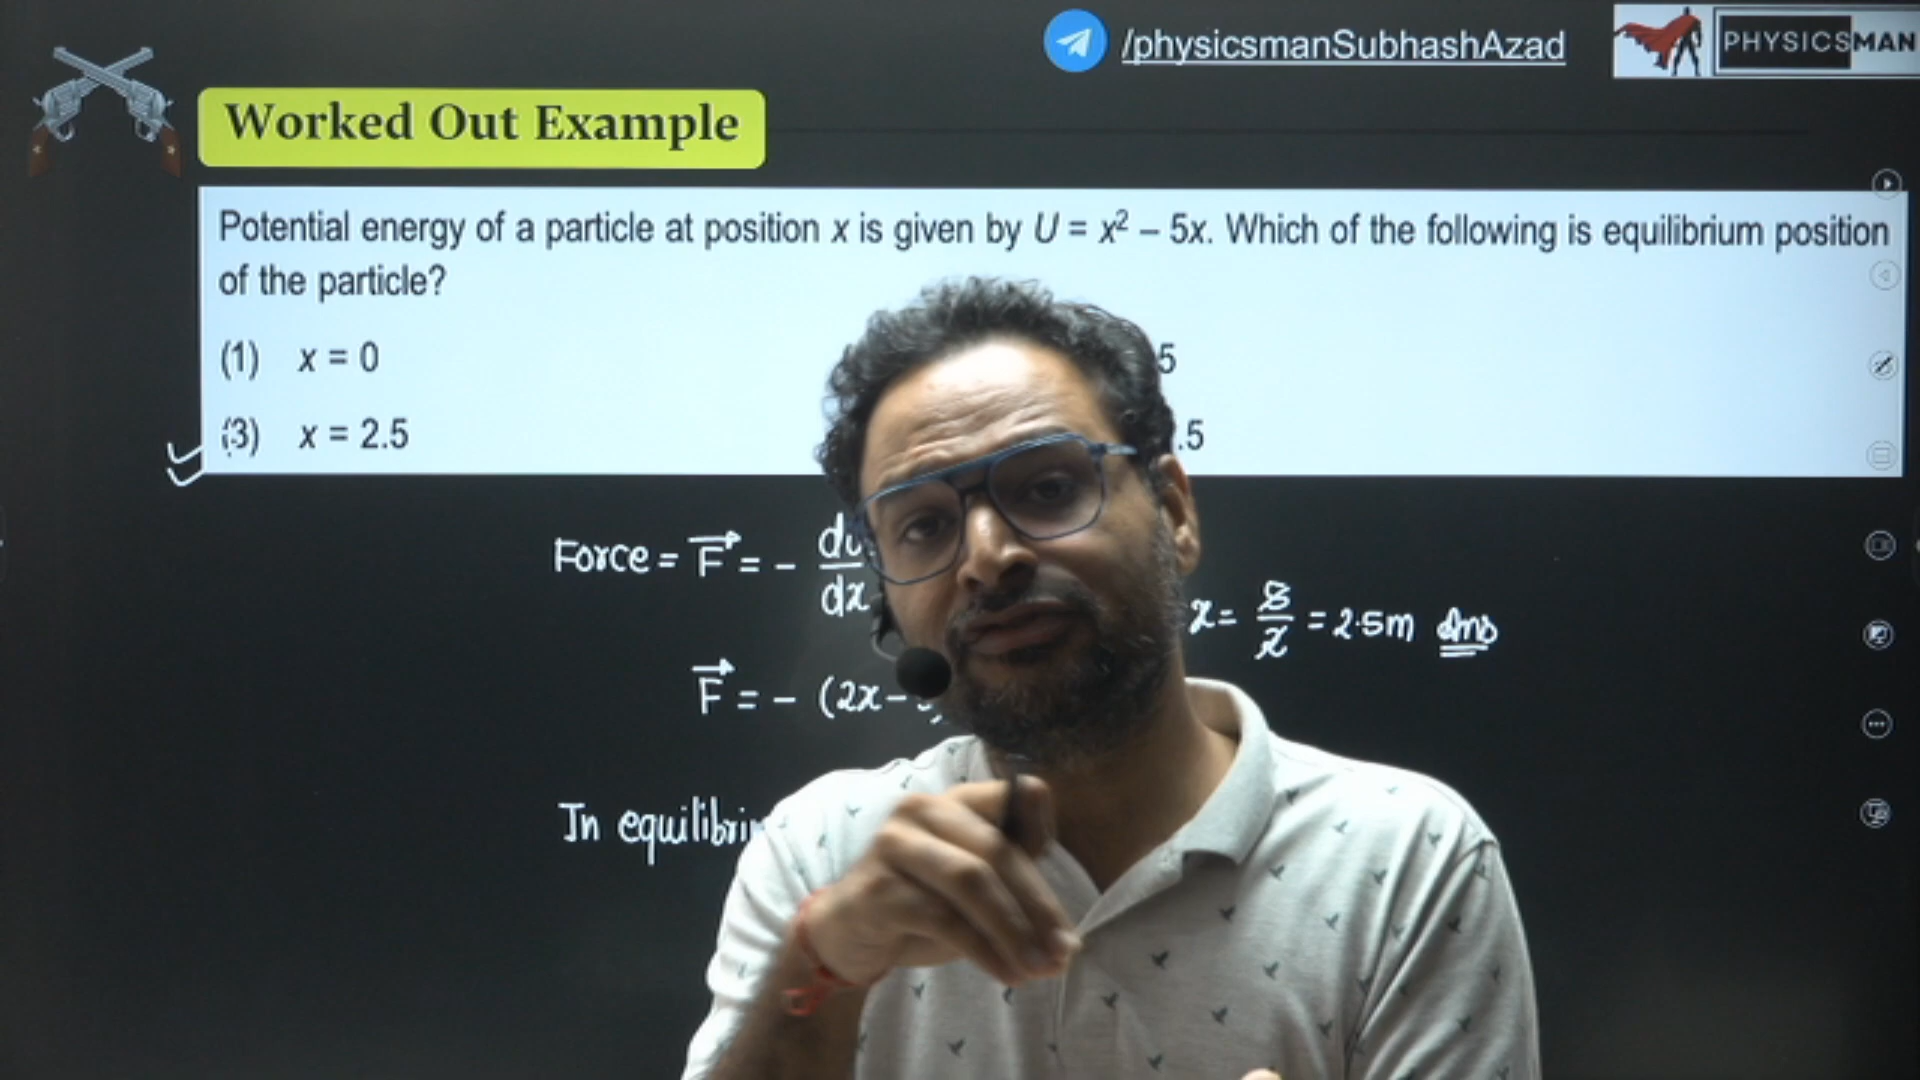 /physicsmanSubhashAzad
PHYSICSMAN
Worked Out Example
Potential energy of a particle at position x is given by U = x² – 5x. Which of the following is equilibrium position
of the particle?
(1) x = 0
5
(3) x = 2.5
.5
Force = F⃗ = - du/dx
x = 5/2 = 2.5m Ans
F⃗ = - (2x-
In equilibri